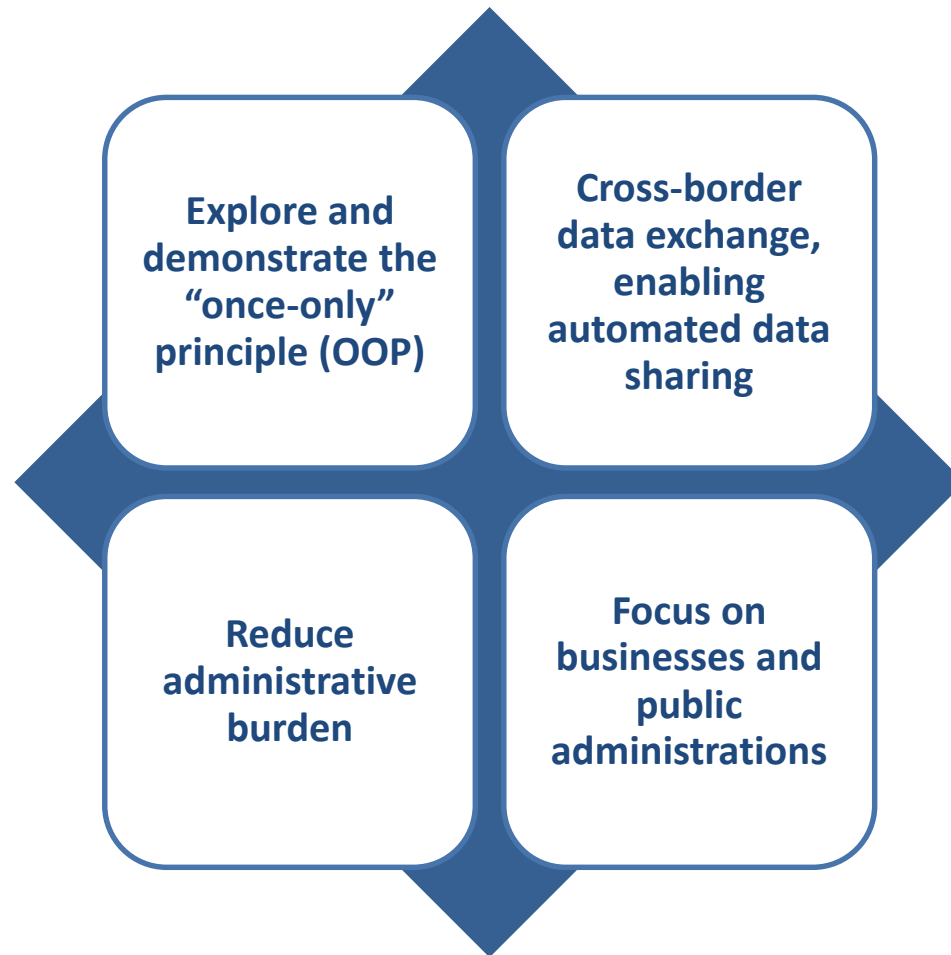 Explore and
demonstrate the
“once-only”
principle (OOP)
Cross-border
data exchange,
enabling
automated data
sharing
Reduce
administrative
burden
Focus on
businesses and
public
administrations